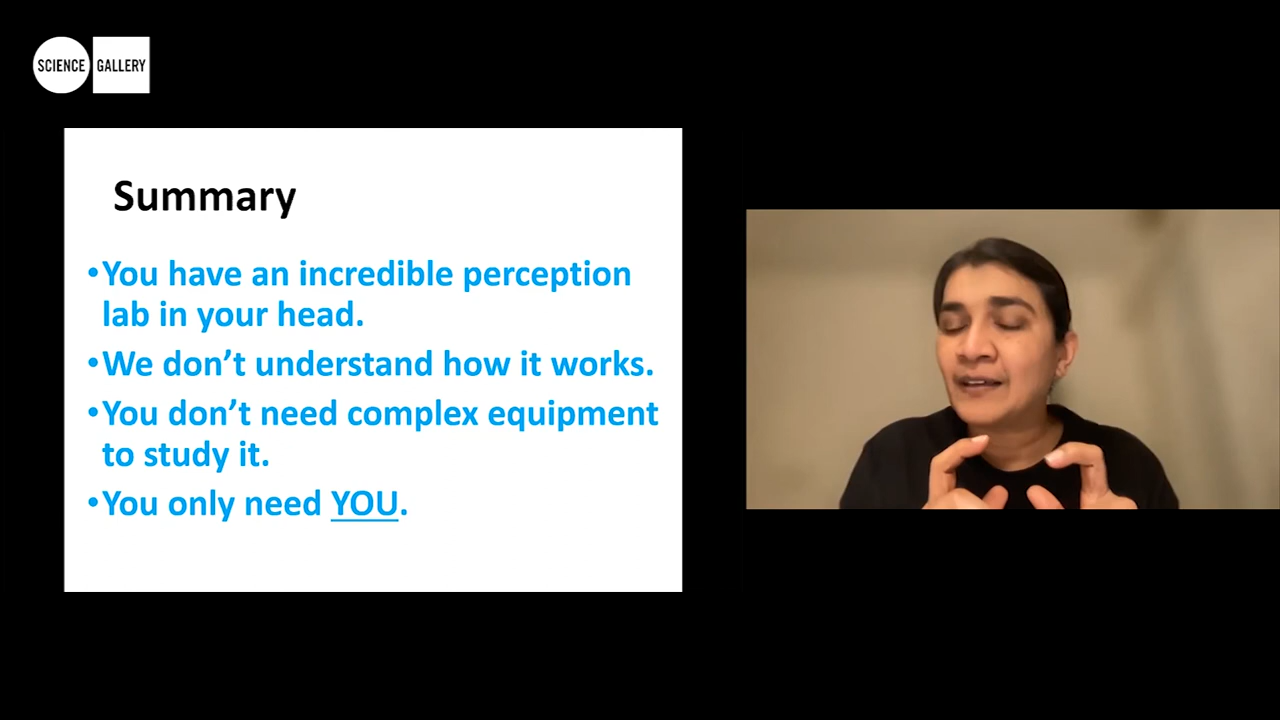 SCIENCE GALLERY
Summary
•You have an incredible perception
lab in your head.
•We don’t understand how it works.
•You don’t need complex equipment
to study it.
•You only need YOU.